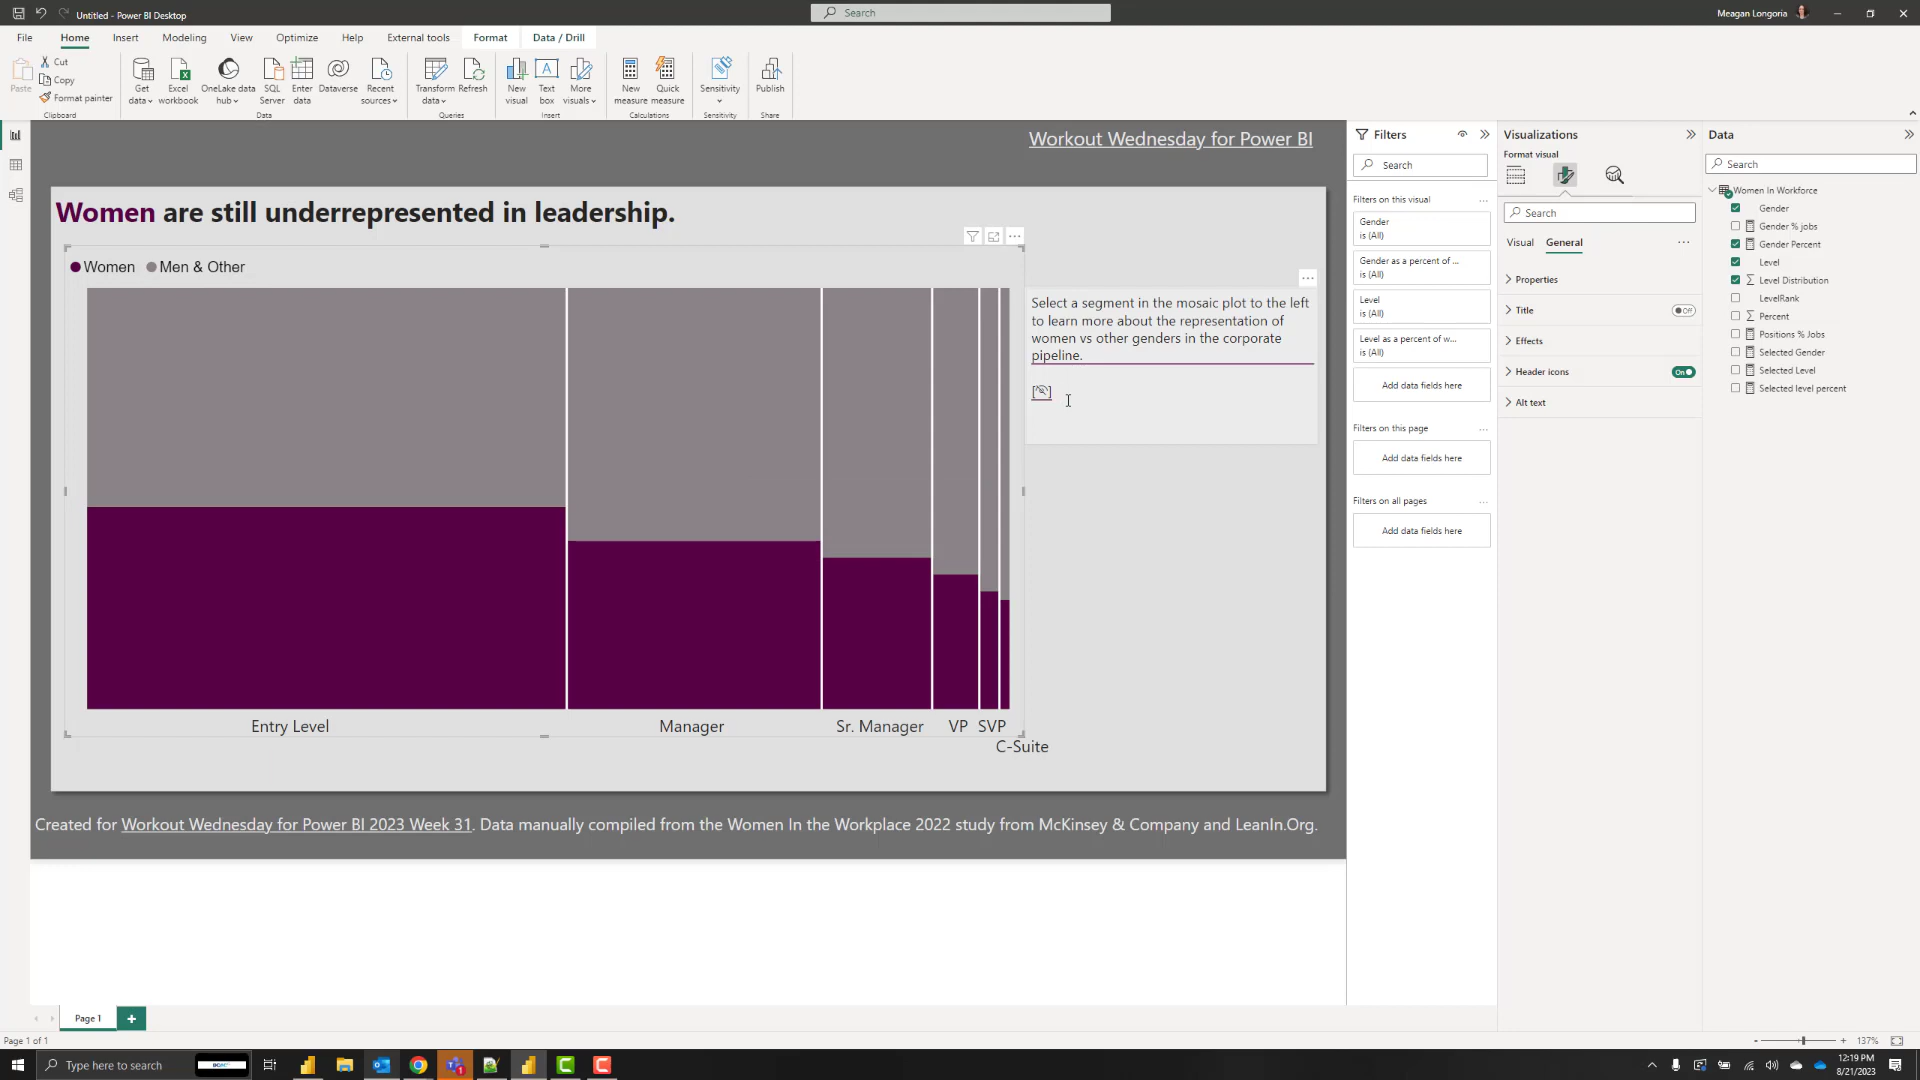 Untitled - Power BI Desktop
Search
Meagan Longoria
File
Home
Insert
Modeling
View
Optimize
Help
External tools
Format
Data / Drill
Paste
Cut
Copy
Format painter
Clipboard
Get data
Excel workbook
OneLake data hub
SQL Server
Enter data
Dataverse
Recent sources
Data
Transform data
Refresh
Queries
New visual
Text box
More visuals
Insert
New measure
Quick measure
Calculations
Sensitivity
Sensitivity
Publish
Share
Workout Wednesday for Power BI
Women are still underrepresented in leadership.
Women
Men & Other
Entry Level
Manager
Sr. Manager
VP
SVP
C-Suite
Select a segment in the mosaic plot to the left
to learn more about the representation of
women vs other genders in the corporate
pipeline.
Created for Workout Wednesday for Power BI 2023 Week 31. Data manually compiled from the Women In the Workplace 2022 study from McKinsey & Company and LeanIn.Org.
Filters
Search
Filters on this visual
Gender
is (All)
Gender as a percent of ...
is (All)
Level
is (All)
Level as a percent of w...
is (All)
Add data fields here
Filters on this page
Add data fields here
Filters on all pages
Add data fields here
Visualizations
Format visual
Search
Visual
General
Properties
Title
Off
Effects
Header icons
On
Alt text
Data
Search
Women In Workforce
Gender
Gender % jobs
Gender Percent
Level
Level Distribution
LevelRank
Percent
Positions % Jobs
Selected Gender
Selected Level
Selected level percent
Page 1
Page 1 of 1
137%
Type here to search
12:19 PM
8/21/2023